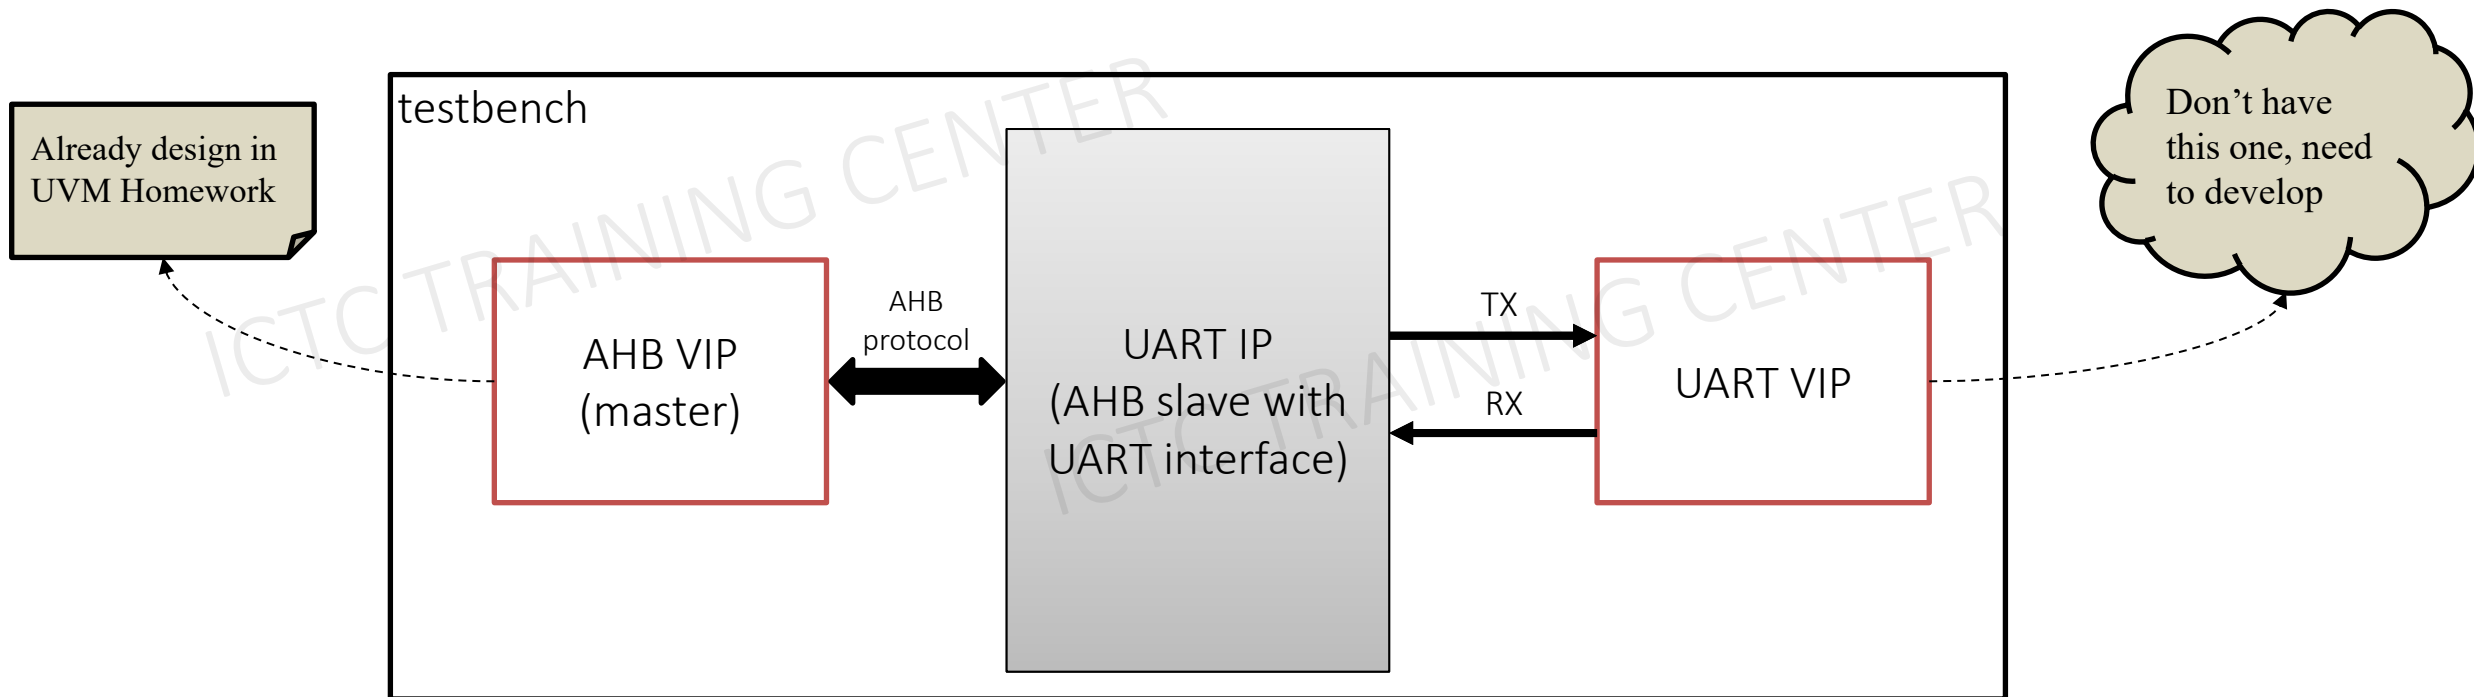 testbench
Already design in
UVM Homework
Don't have
this one, need
to develop
ICTC TRAINING CENTER
ICTC TRAINING CENTER
AHB VIP
(master)
AHB
protocol
UART IP
(AHB slave with
UART interface)
TX
RX
UART VIP